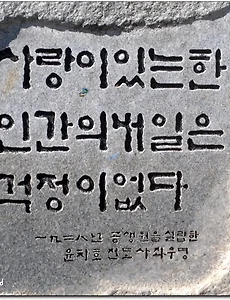 사랑이 있는 한
인간의 내일은
걱정이 없다
一九二八년 공생원을 설립한
윤치호 전도사 좌우명